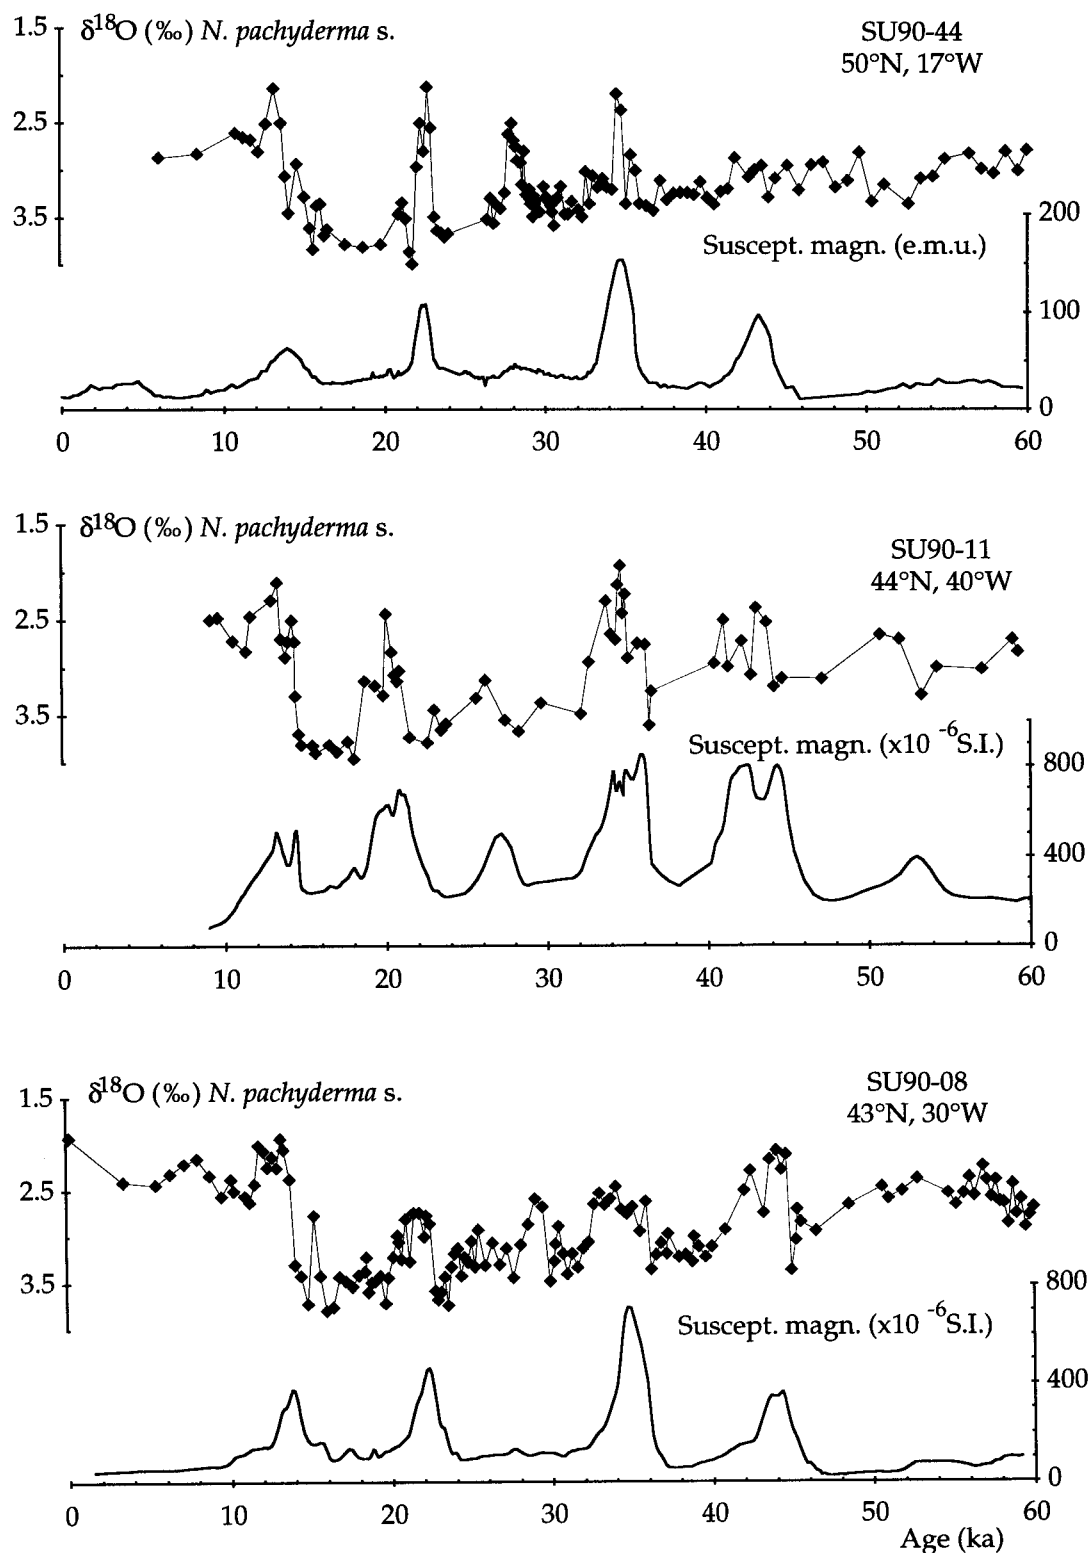 1.5
δ18O (‰) N. pachyderma s.
SU90-44
50°N, 17°W
2.5
3.5
200
Suscept. magn. (e.m.u.)
100
0
0 10 20 30 40 50 60
1.5
δ18O (‰) N. pachyderma s.
SU90-11
44°N, 40°W
2.5
3.5
Suscept. magn. (x10 -6S.I.)
800
400
0
0 10 20 30 40 50 60
1.5
δ18O (‰) N. pachyderma s.
SU90-08
43°N, 30°W
2.5
3.5
800
Suscept. magn. (x10 -6S.I.)
400
0
0 10 20 30 40 50 60
Age (ka)